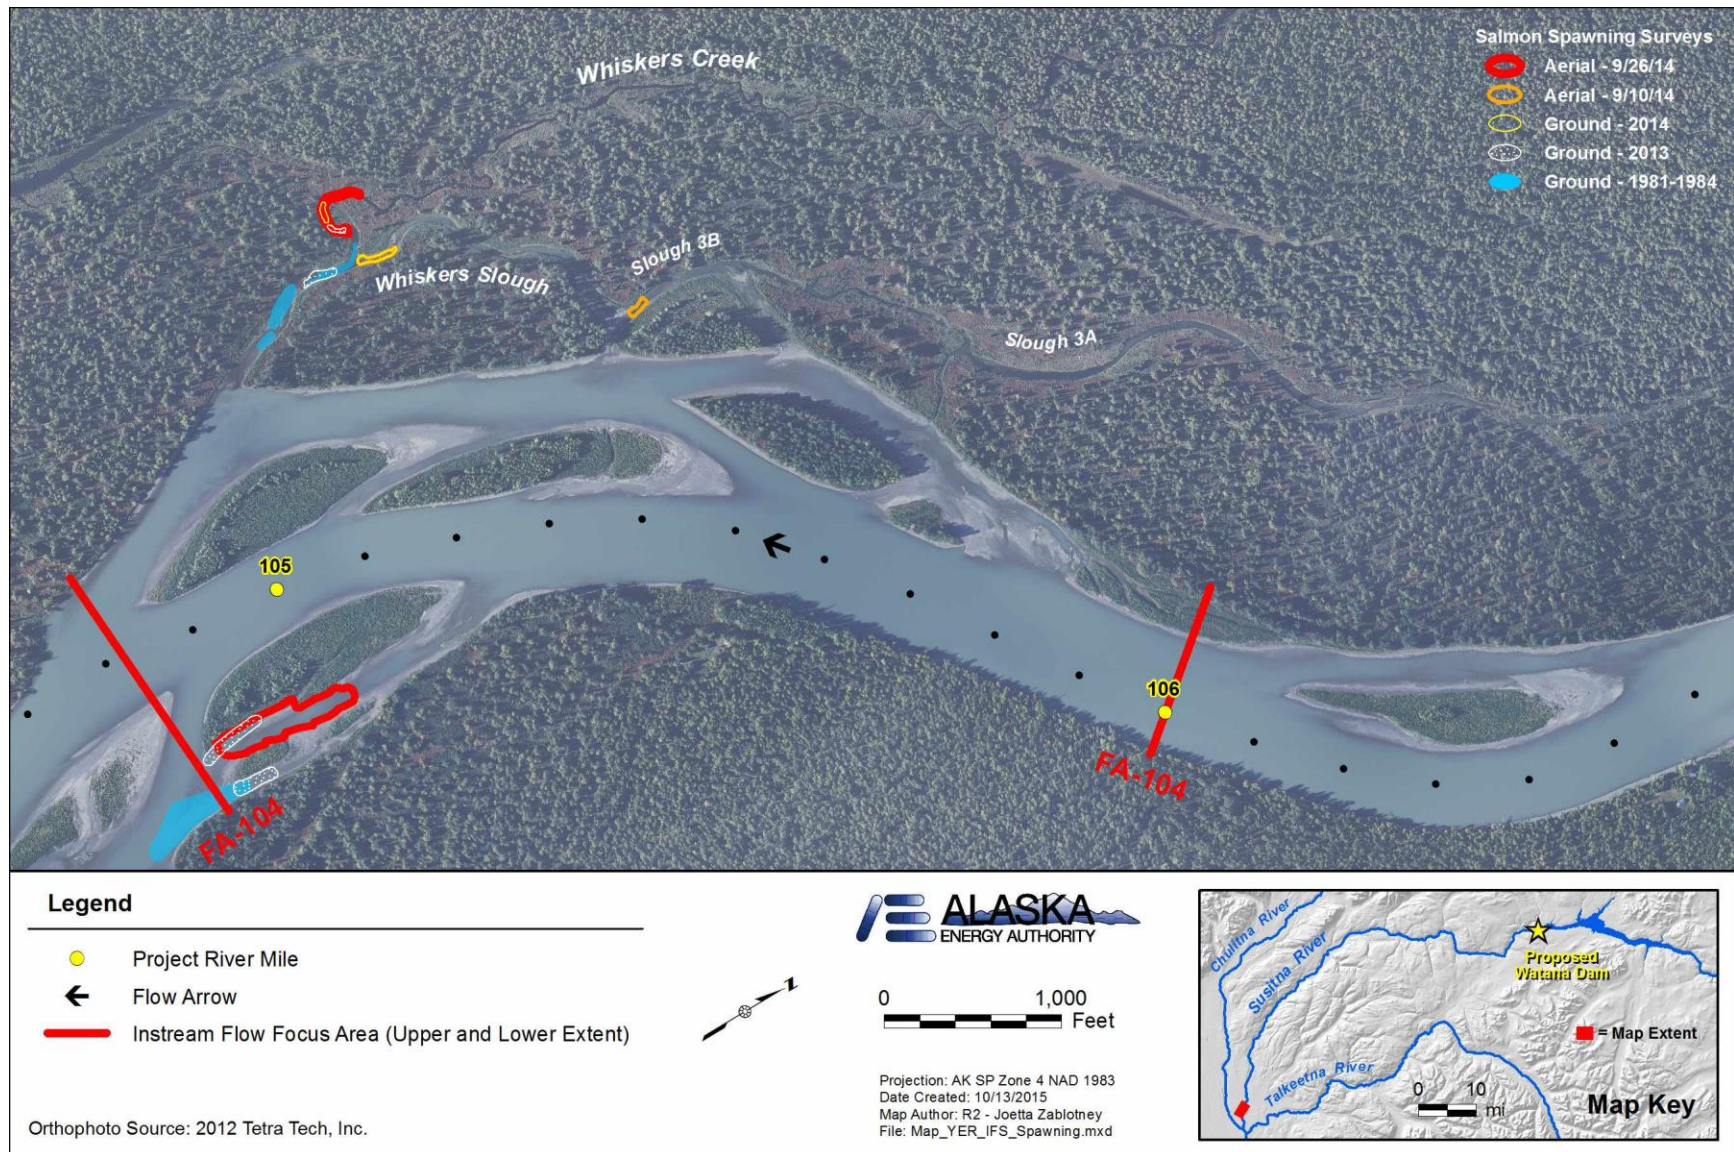 Whiskers Creek
Salmon Spawning Surveys
Aerial - 9/26/14
Aerial - 9/10/14
Ground - 2014
Ground - 2013
Ground - 1981-1984
Slough 3B
Whiskers Slough
Slough 3A
105
106
FA-104
FA-104
Legend
Project River Mile
Flow Arrow
Instream Flow Focus Area (Upper and Lower Extent)
Orthophoto Source: 2012 Tetra Tech, Inc.
ALASKA
ENERGY AUTHORITY
Z
0 1,000
Feet
Projection: AK SP Zone 4 NAD 1983
Date Created: 10/13/2015
Map Author: R2 - Joetta Zablotney
File: Map_YER_IFS_Spawning.mxd
Chulitna River
Susitna River
Proposed
Watana Dam
= Map Extent
Talkeetna River
0 10
mi
Map Key